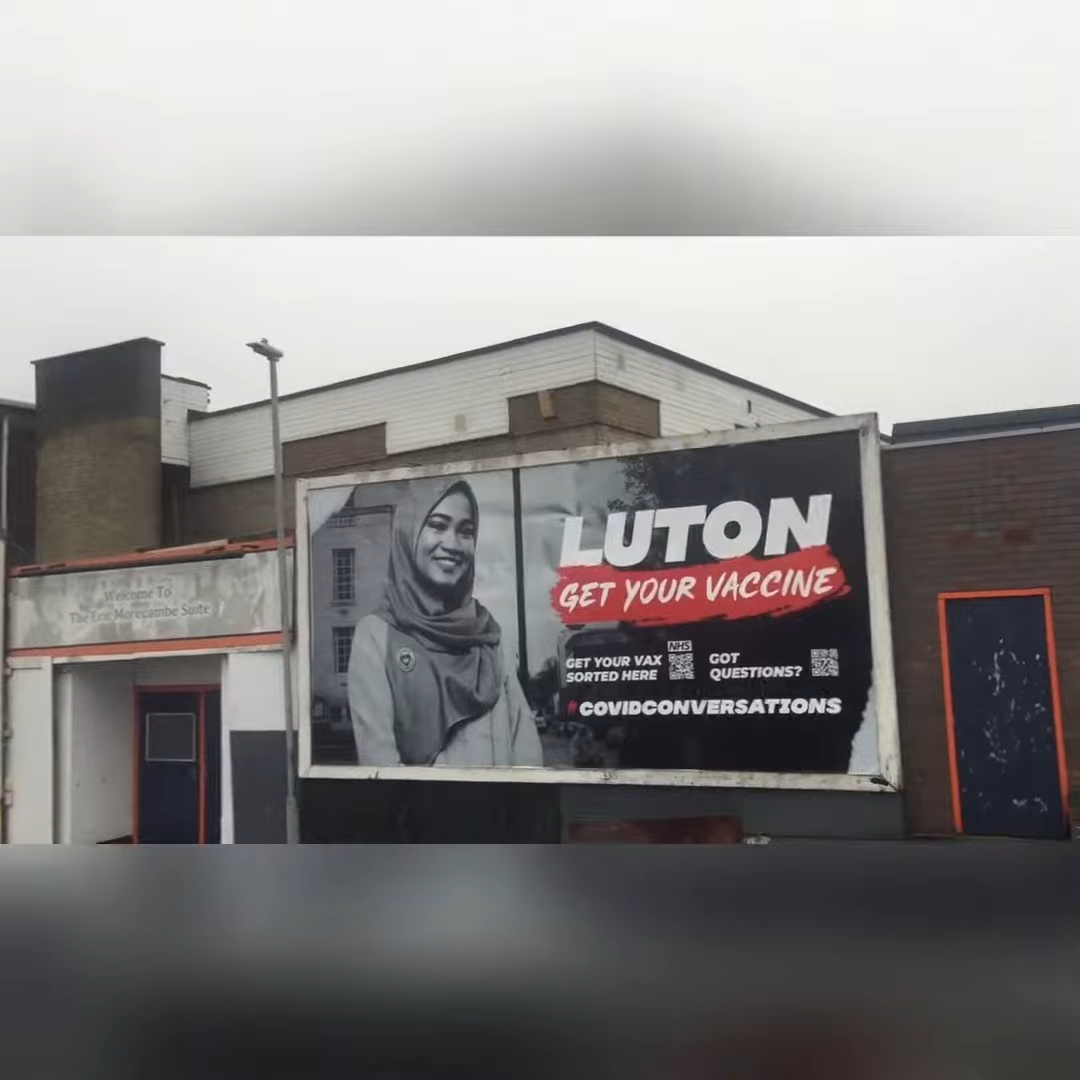 Welcome To
The Eric Morecambe Suite
LUTON
GET YOUR VACCINE
NHS
GET YOUR VAX
SORTED HERE
GOT
QUESTIONS?
#COVIDCONVERSATIONS